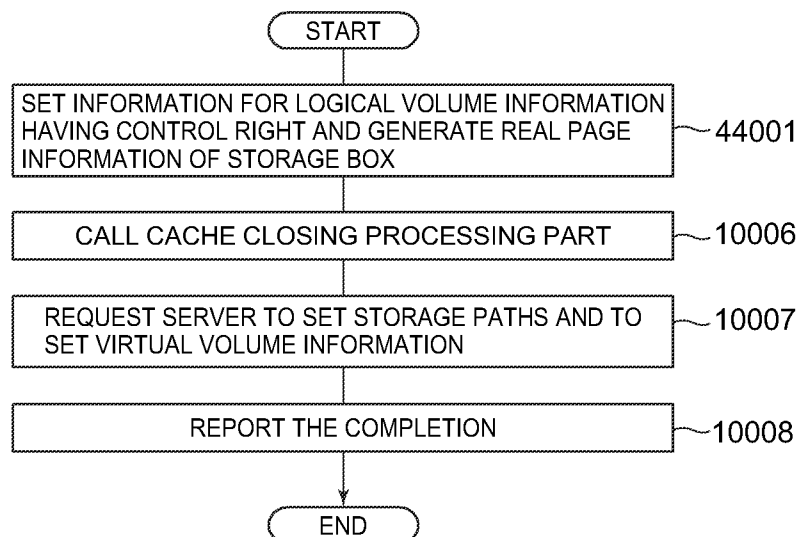 START
SET INFORMATION FOR LOGICAL VOLUME INFORMATION
HAVING CONTROL RIGHT AND GENERATE REAL PAGE
INFORMATION OF STORAGE BOX
44001
CALL CACHE CLOSING PROCESSING PART
10006
REQUEST SERVER TO SET STORAGE PATHS AND TO
SET VIRTUAL VOLUME INFORMATION
10007
REPORT THE COMPLETION
10008
END